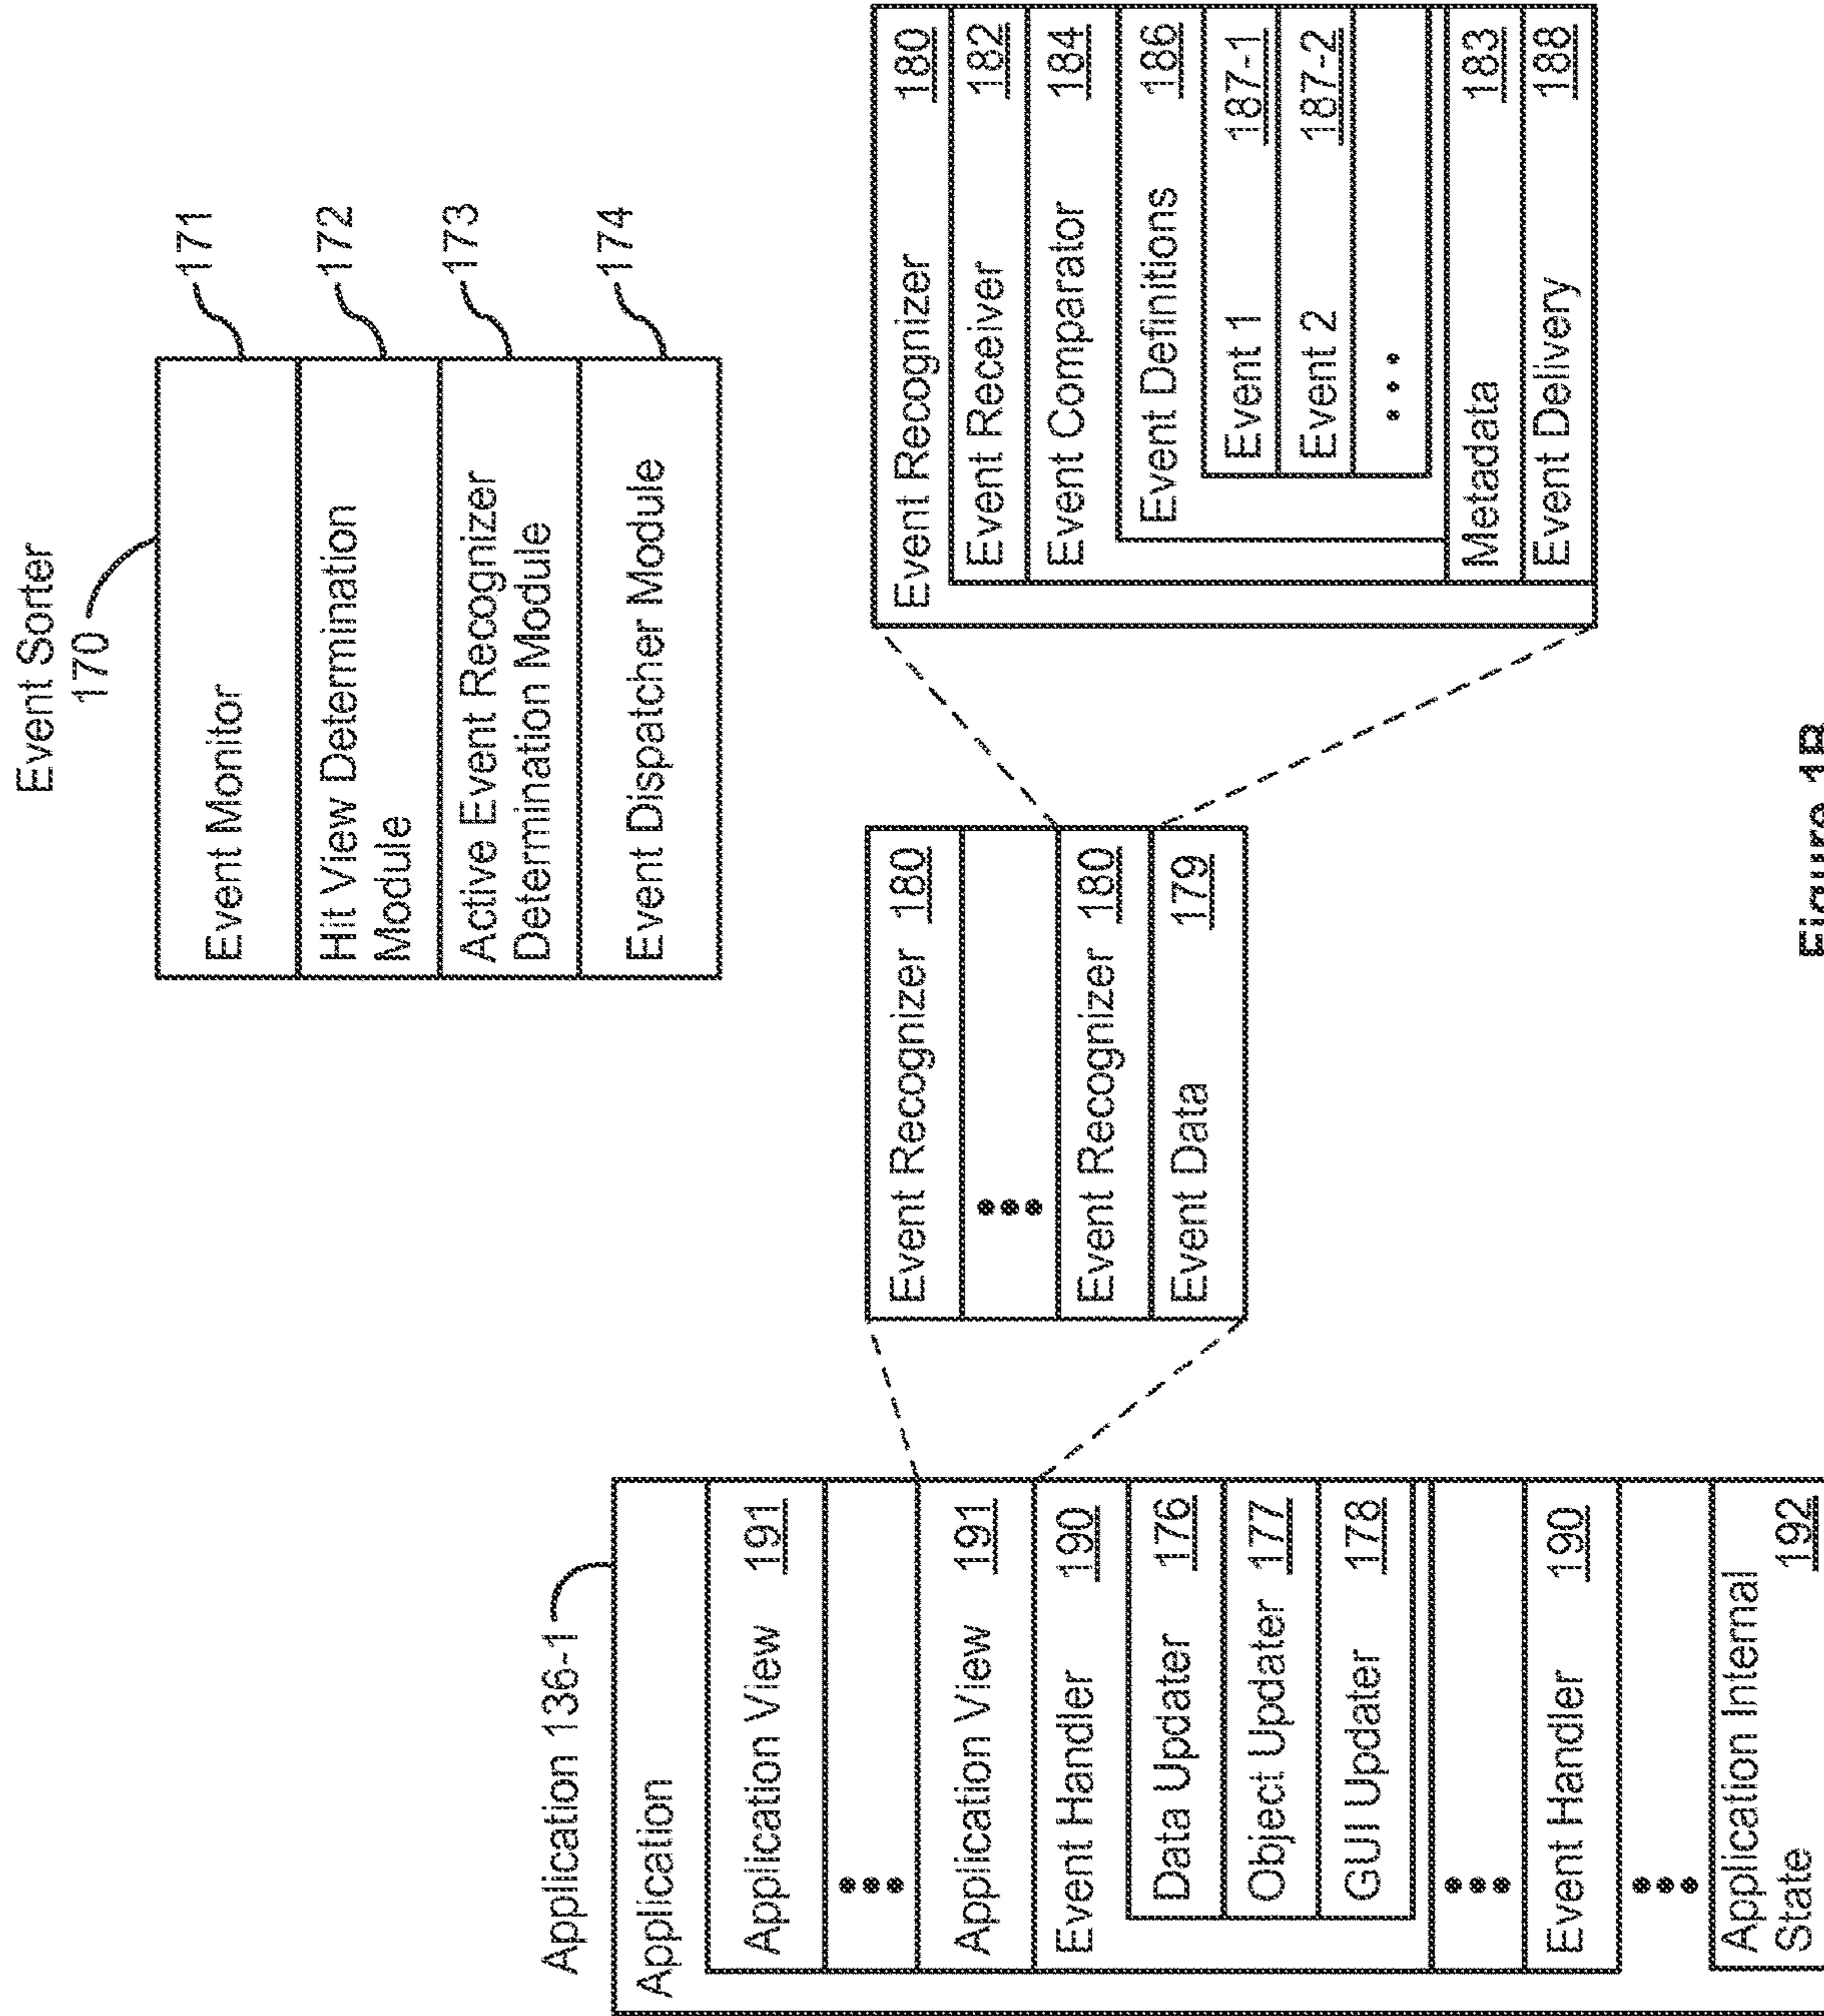 Event Sorter
170
Event Monitor
171
Hit View Determination
Module
172
Active Event Recognizer
Determination Module
173
Event Dispatcher Module
174
Application 136-1
Application
Application View 191
Application View 191
Event Handler 190
Data Updater 176
Object Updater 177
GUI Updater 178
Event Handler 190
Application Internal
State 192
Event Recognizer 180
Event Recognizer 180
Event Data 179
Event Recognizer 180
Event Receiver 182
Event Comparator 184
Event Definitions 186
Event 1 187-1
Event 2 187-2
Metadata 183
Event Delivery 188
Figure 1B